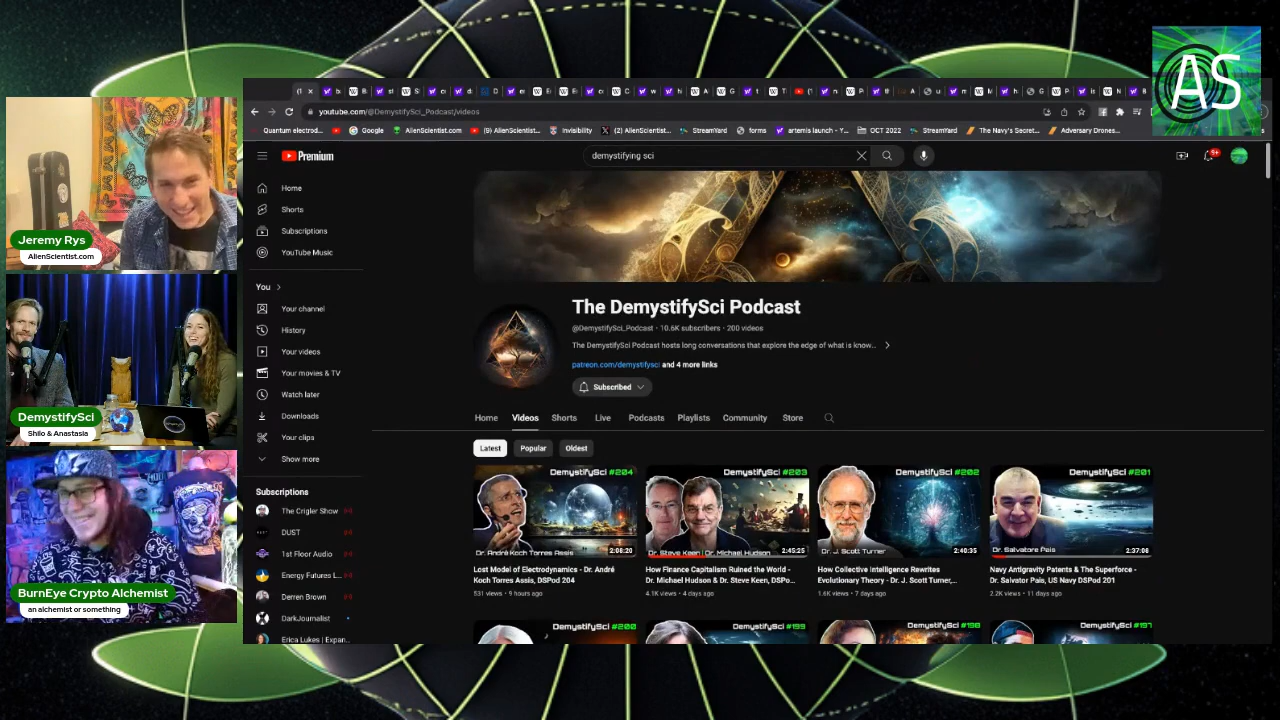 AS
youtube.com/@DemystifySci_Podcast/videos
Quantum electrod...
Google
AlienScientist.com
(9) AlienScientist...
Invisibility
(2) AlienScientist...
StreamYard
forms
artemis launch - Y...
OCT 2022
StreamYard
The Navy's Secret...
Adversary Drones...
Premium
demystifying sci
9+
Home
Shorts
Subscriptions
YouTube Music
You
Your channel
History
Your videos
Your movies & TV
Watch later
Downloads
Your clips
Show more
Subscriptions
The Crigler Show
DUST
1st Floor Audio
Energy Futures L...
Derren Brown
DarkJournalist
Erica Lukes | Expan...
The DemystifySci Podcast
@DemystifySci_Podcast · 10.6K subscribers · 200 videos
The DemystifySci Podcast hosts long conversations that explore the edge of what is know...
patreon.com/demystifysci and 4 more links
Subscribed
Home Videos Shorts Live Podcasts Playlists Community Store
Latest Popular Oldest
DemystifySci #204
Dr. André Koch Torres Assis
2:08:20
Lost Model of Electrodynamics - Dr. André
Koch Torres Assis, DSPod 204
531 views • 9 hours ago
DemystifySci #203
Dr. Steve Keen | Dr. Michael Hudson
2:45:25
How Finance Capitalism Ruined the World -
Dr. Michael Hudson & Dr. Steve Keen, DSPo...
4.1K views • 4 days ago
DemystifySci #202
Dr. J. Scott Turner
2:40:35
How Collective Intelligence Rewrites
Evolutionary Theory - Dr. J. Scott Turner,...
1.6K views • 7 days ago
DemystifySci #201
Dr. Salvatore Pais
2:37:08
Navy Antigravity Patents & The Superforce -
Dr. Salvator Pais, US Navy DSPod 201
2.2K views • 11 days ago
DemystifySci #200
DemystifySci #199
DemystifySci #198
DemystifySci #197
Jeremy Rys
AlienScientist.com
DemystifySci
Shilo & Anastasia
BurnEye Crypto Alchemist
an alchemist or something